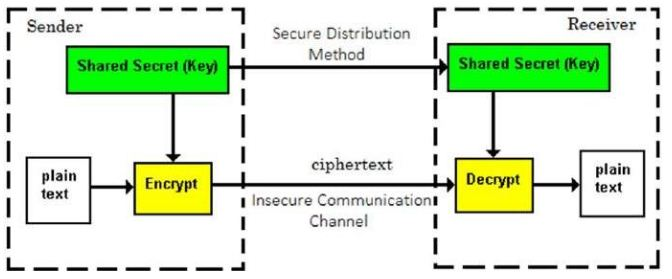 Sender
Receiver
Secure Distribution
Method
Shared Secret (Key)
Shared Secret (Key)
plain
text
Encrypt
ciphertext
Insecure Communication
Channel
Decrypt
plain
text